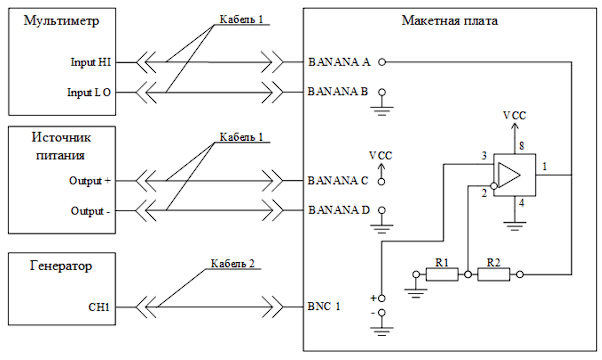 Мультиметр
Input HI
Input LO
Кабель 1
Макетная плата
BANANA A
BANANA B
Источник
питания
Output +
Output -
Кабель 1
VCC
BANANA C
BANANA D
VCC
8
3
1
2
4
R1
R2
Генератор
CH1
Кабель 2
BNC 1
+
-